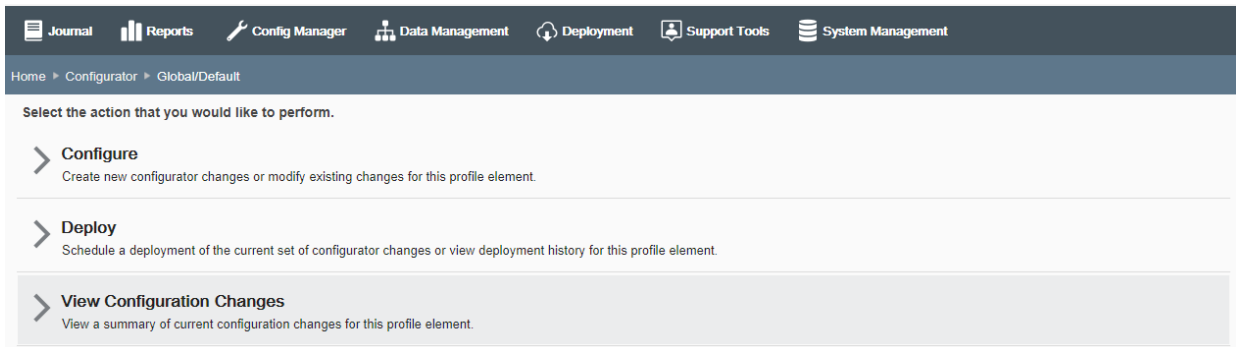 Journal Reports Config Manager Data Management Deployment Support Tools System Management
Home Configurator Global/Default
Select the action that you would like to perform.
Configure
Create new configurator changes or modify existing changes for this profile element.
Deploy
Schedule a deployment of the current set of configurator changes or view deployment history for this profile element.
View Configuration Changes
View a summary of current configuration changes for this profile element.